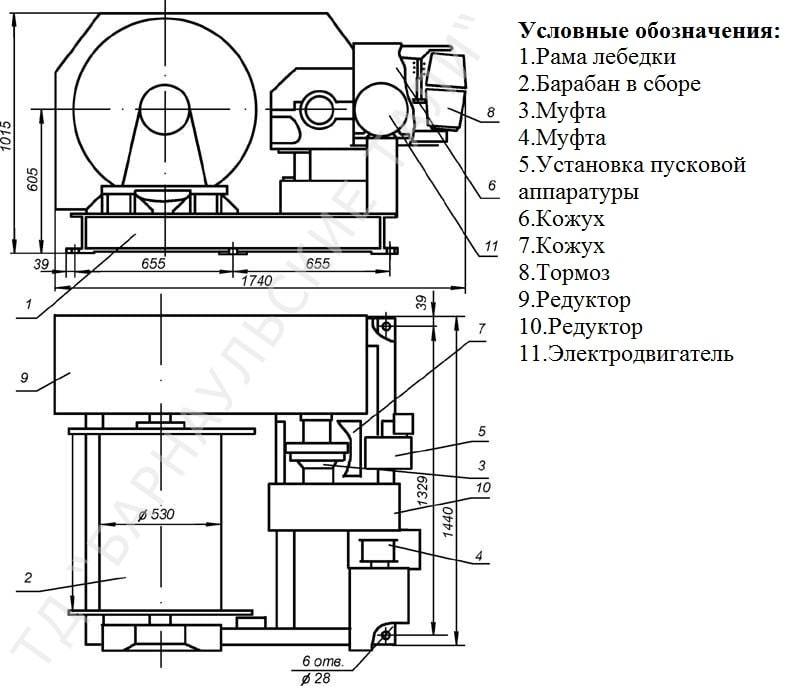 Условные обозначения:
1.Рама лебедки
2.Барабан в сборе
3.Муфта
4.Муфта
5.Установка пусковой
аппаратуры
6.Кожух
7.Кожух
8.Тормоз
9.Редуктор
10.Редуктор
11.Электродвигатель
1015
605
39
655
655
1740
8
6
11
1
39
7
9
5
3
10
1329
1440
ϕ 530
4
2
6 отв.
ϕ 28
ТД "БАРНАУЛЬСКИЕ ТАЛИ"